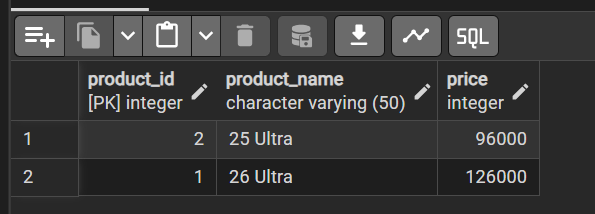 SQL
product_id product_name price
[PK] integer character varying (50) integer
1 2 25 Ultra 96000
2 1 26 Ultra 126000